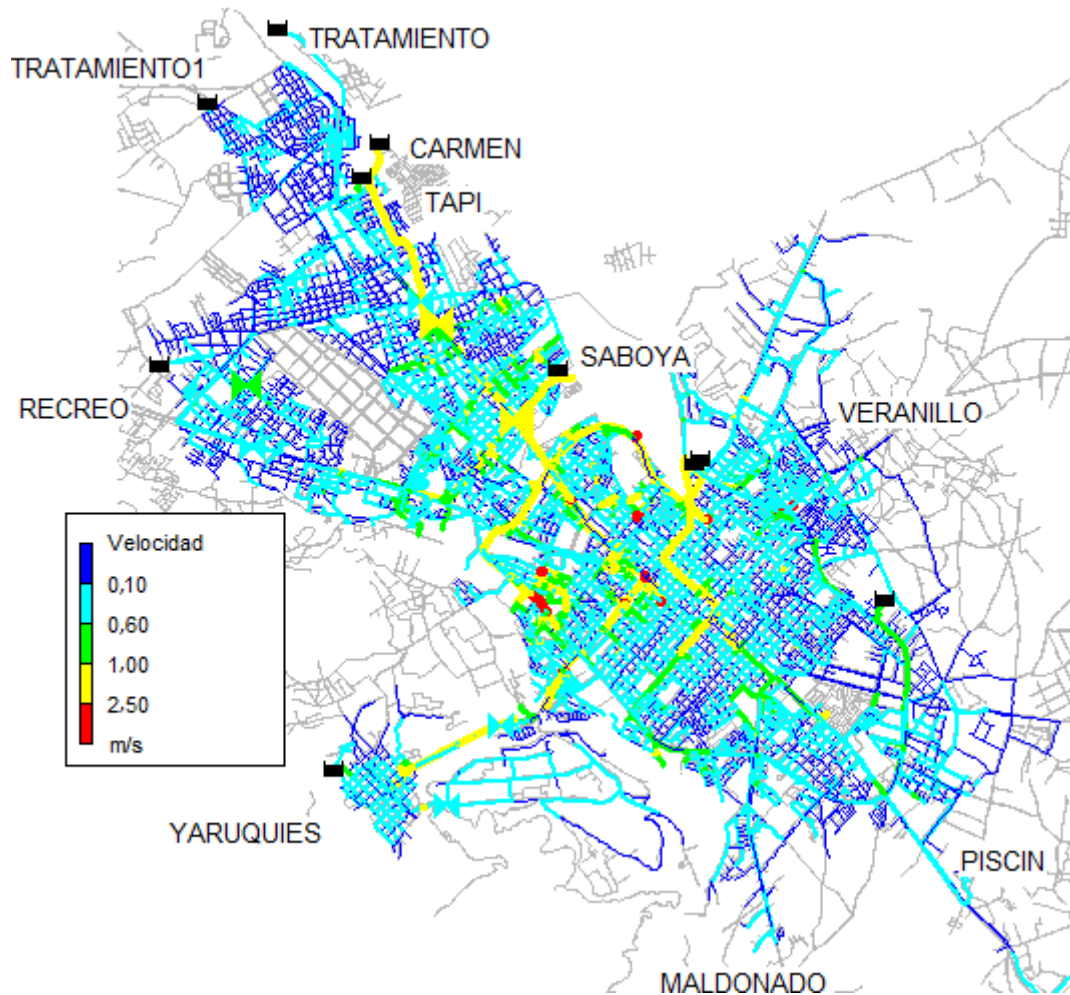 TRATAMIENTO
TRATAMIENTO1
CARMEN
TAPI
SABOYA
RECREO
VERANILLO
Velocidad
0,10
0,60
1,00
2,50
m/s
YARUQUIES
PISCIN
MALDONADO